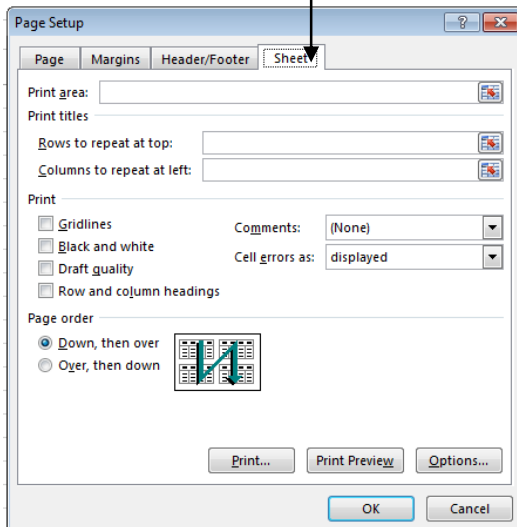 Page Setup
Page Margins Header/Footer Sheet
Print area:
Print titles
Rows to repeat at top:
Columns to repeat at left:
Print
Gridlines
Comments: (None)
Black and white
Cell errors as: displayed
Draft quality
Row and column headings
Page order
Down, then over
Over, then down
Print... Print Preview Options...
OK Cancel